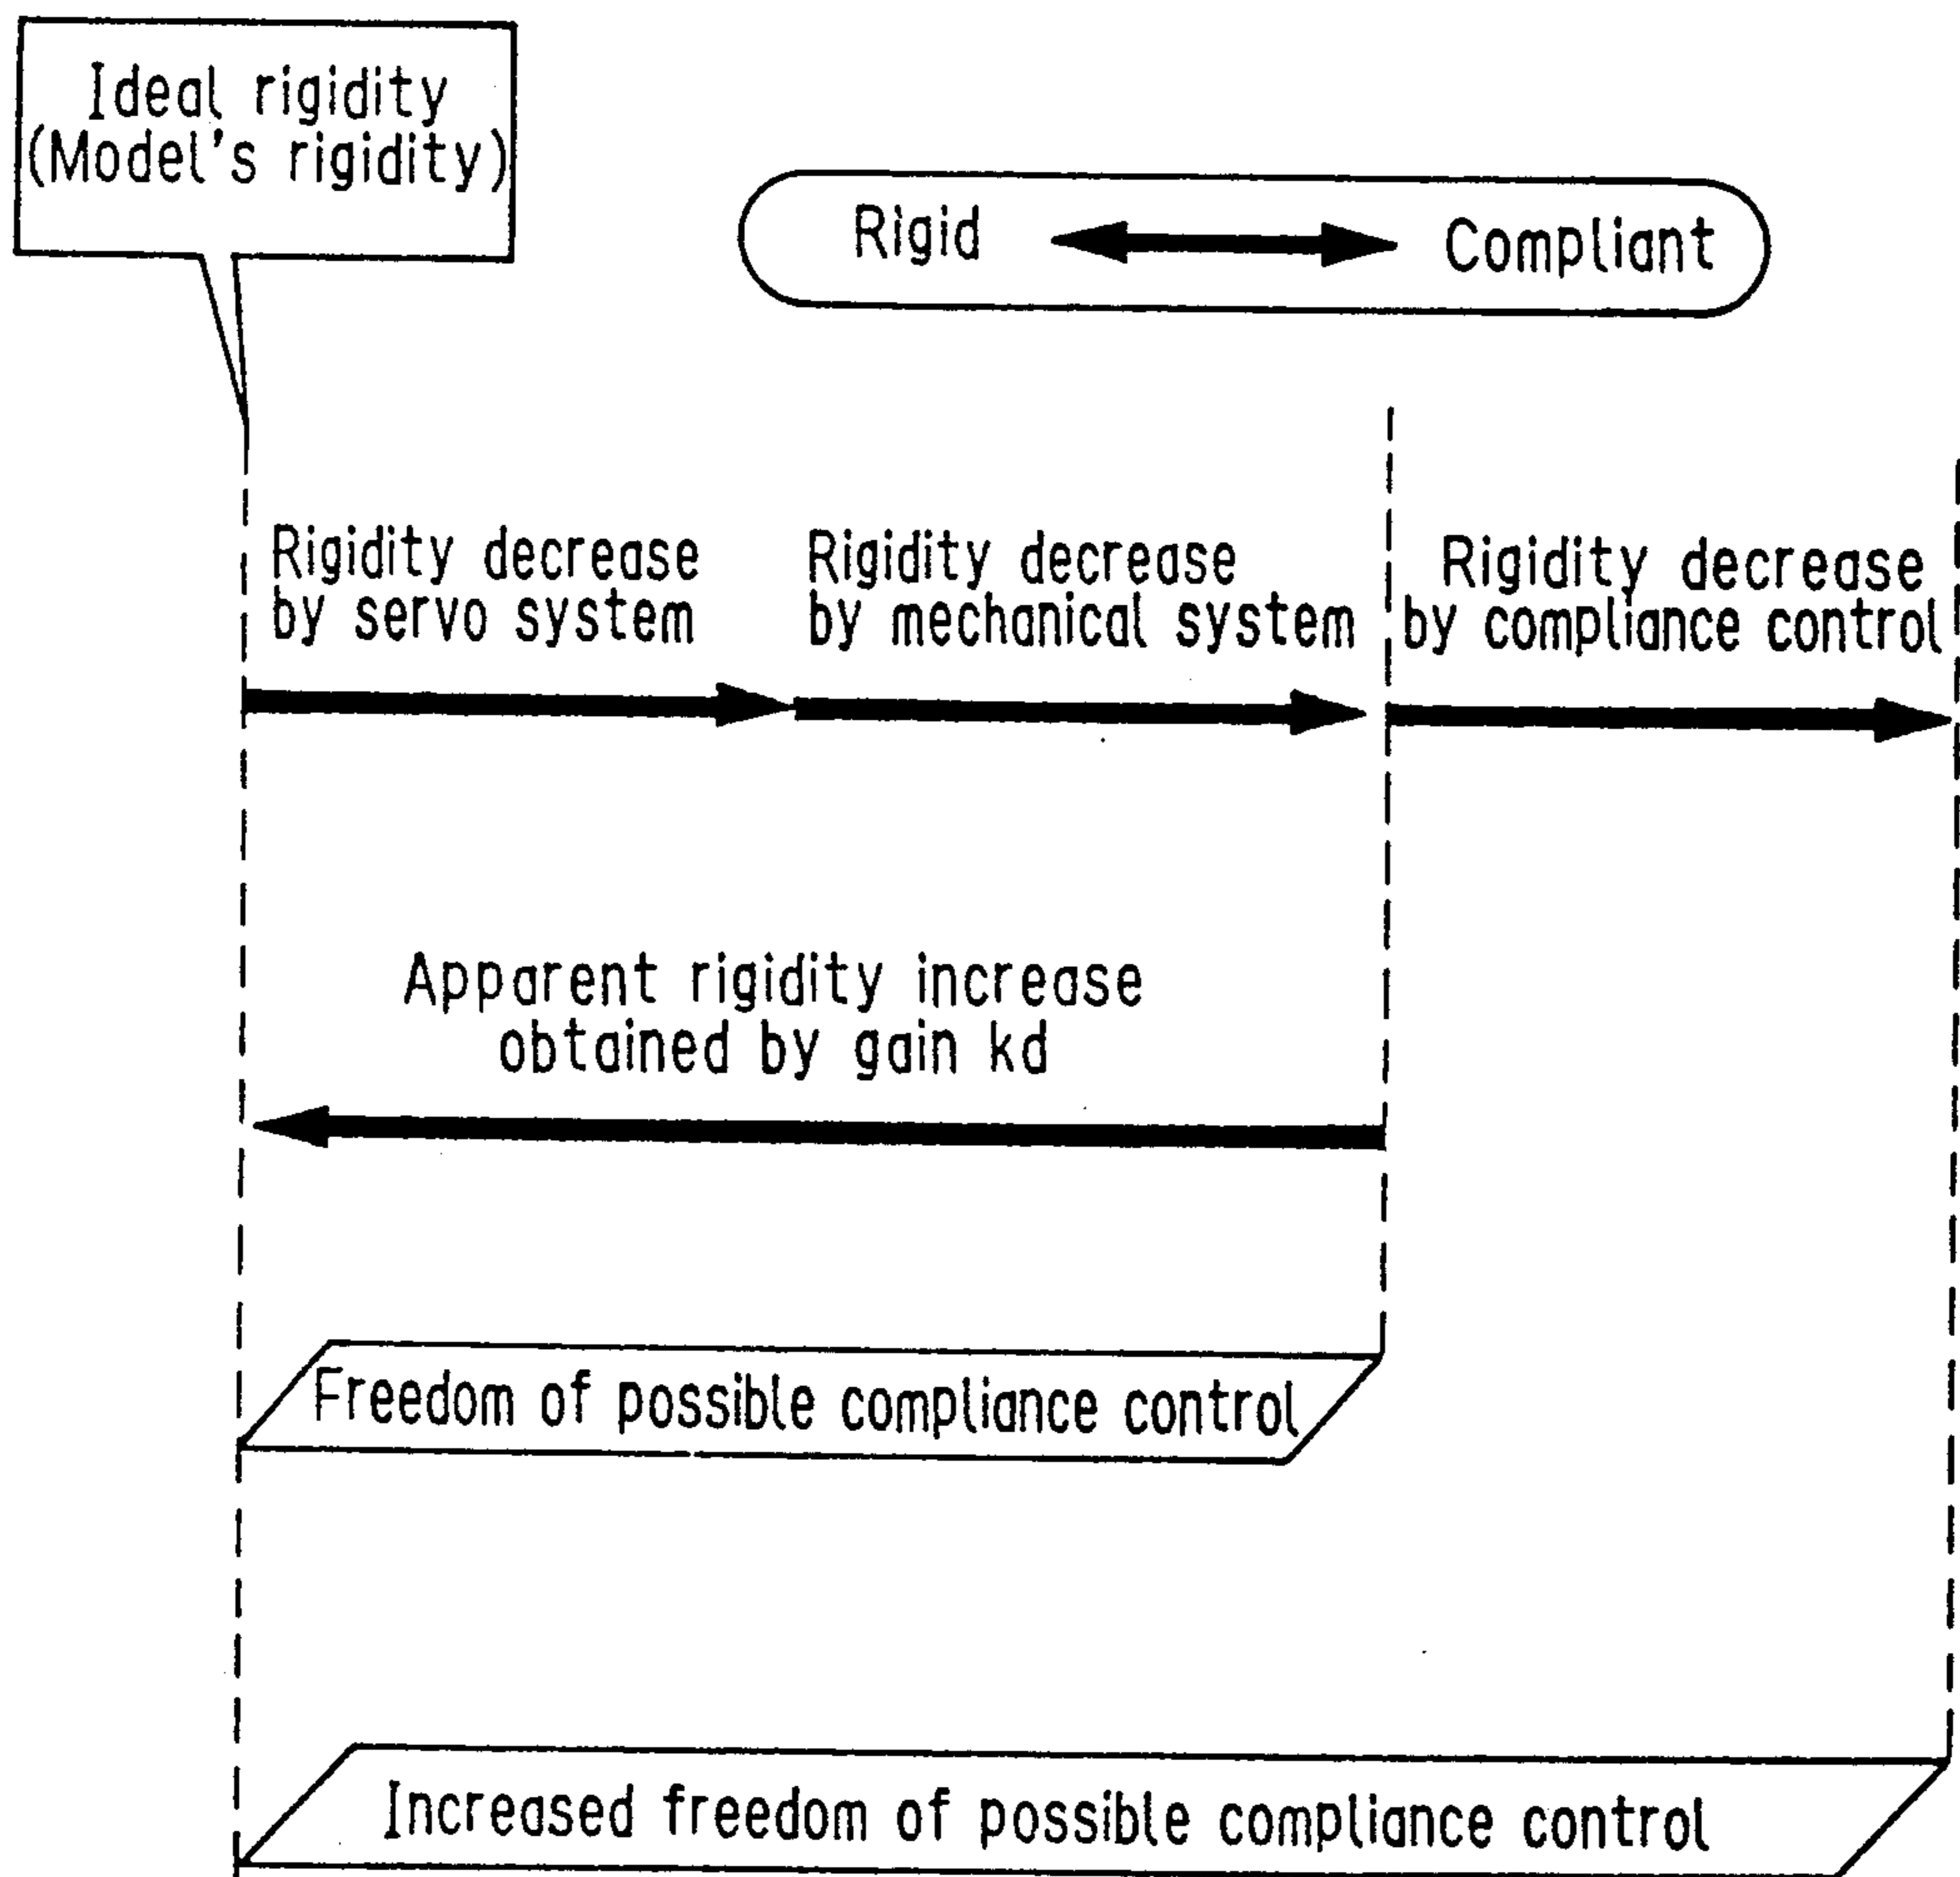 Ideal rigidity
(Model's rigidity)
Rigid
Compliant
Rigidity decrease
by servo system
Rigidity decrease
by mechanical system
Rigidity decrease
by compliance control
Apparent rigidity increase
obtained by gain kd
Freedom of possible compliance control
Increased freedom of possible compliance control